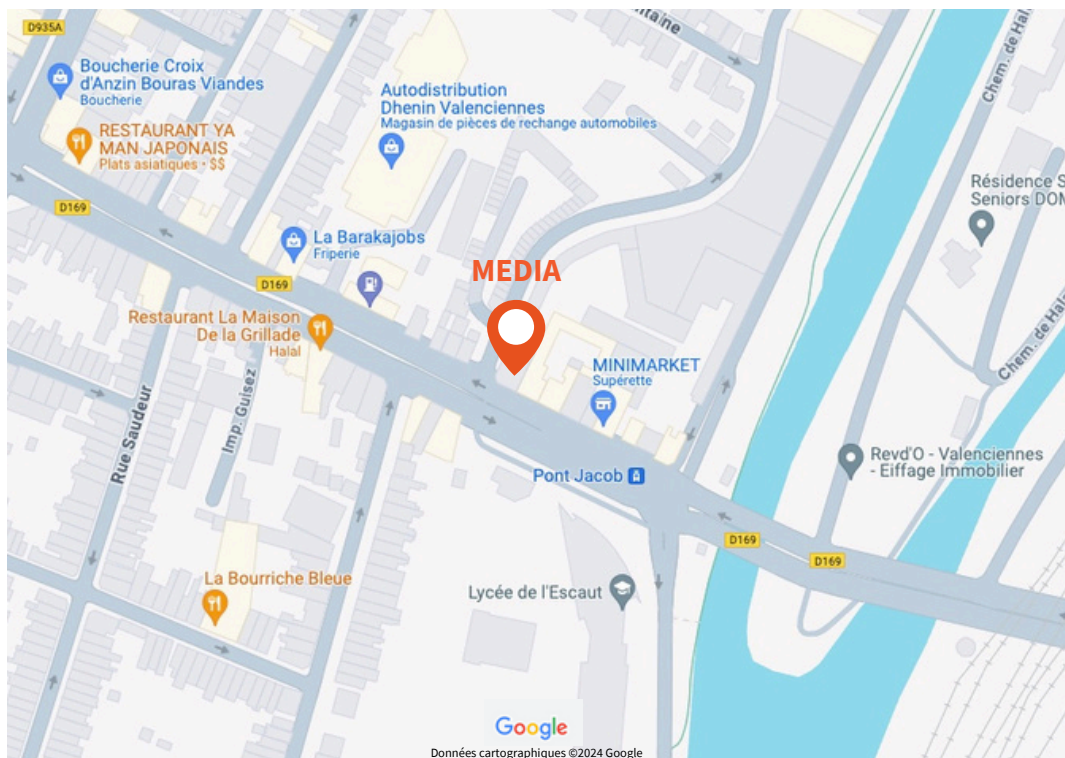 D935A
Boucherie Croix
d'Anzin Bouras Viandes
Boucherie
RESTAURANT YA
MAN JAPONAIS
Plats asiatiques · $$
Autodistribution
Dhenin Valenciennes
Magasin de pièces de rechange automobiles
Chem. de Hal
Résidence S
Seniors DOM
D169
La Barakajobs
Friperie
D169
MEDIA
Restaurant La Maison
De la Grillade
Halal
MINIMARKET
Supérette
Chem. de Hal
Rue Saudeur
Imp. Guisez
Pont Jacob
Revd'O - Valenciennes
- Eiffage Immobilier
D169
D169
La Bourriche Bleue
Lycée de l'Escaut
Google
Données cartographiques ©2024 Google